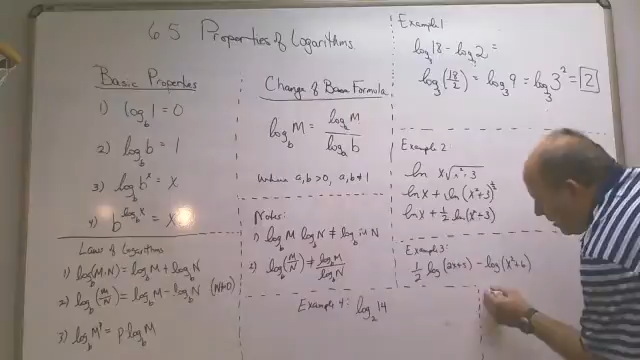 6.5 Properties of Logarithms
Basic Properties
1) log_b 1 = 0
2) log_b b = 1
3) log_b b^x = x
4) b^(log_b x) = x
Laws of Logarithms
1) log_b(M·N) = log_b M + log_b N
2) log_b(M/N) = log_b M - log_b N (N≠0)
3) log_b M^P = P·log_b M
Change of Base Formula
log_b M = log_a M / log_a b
where a,b>0, a,b≠1
Notes:
1) log_b M log_b N ≠ log_b M N
2) log_b(M/N) ≠ log_b M / log_b N
Example 4: log_2 14
Example 1
log_3 18 - log_3 2 =
log_3(18/2) = log_3 9 = log_3 3^2 = 2
Example 2
ln x√(x²+3)
ln x + ln(x²+3)^(1/2)
ln x + 1/2 ln(x²+3)
Example 3:
1/2 log(2x+5) - log(x²+6)